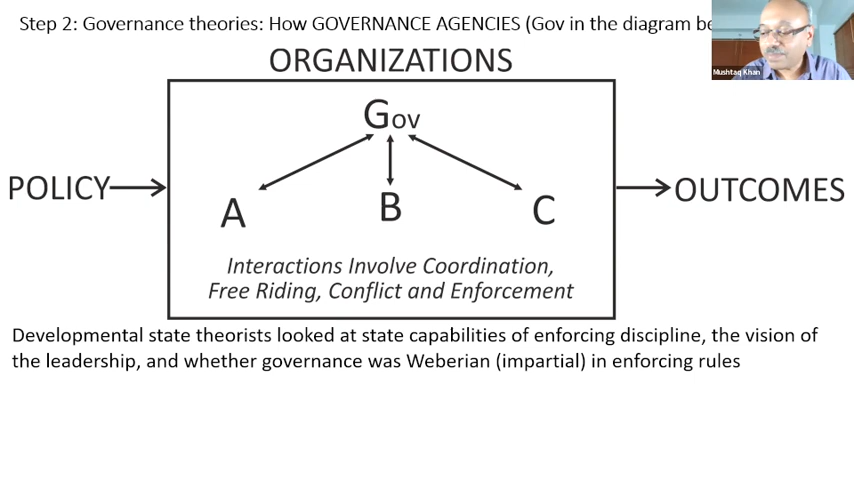 Step 2: Governance theories: How GOVERNANCE AGENCIES (Gov in the diagram be
Mushtaq Khan
ORGANIZATIONS
Gov
POLICY
OUTCOMES
A
B
C
Interactions Involve Coordination,
Free Riding, Conflict and Enforcement
Developmental state theorists looked at state capabilities of enforcing discipline, the vision of
the leadership, and whether governance was Weberian (impartial) in enforcing rules